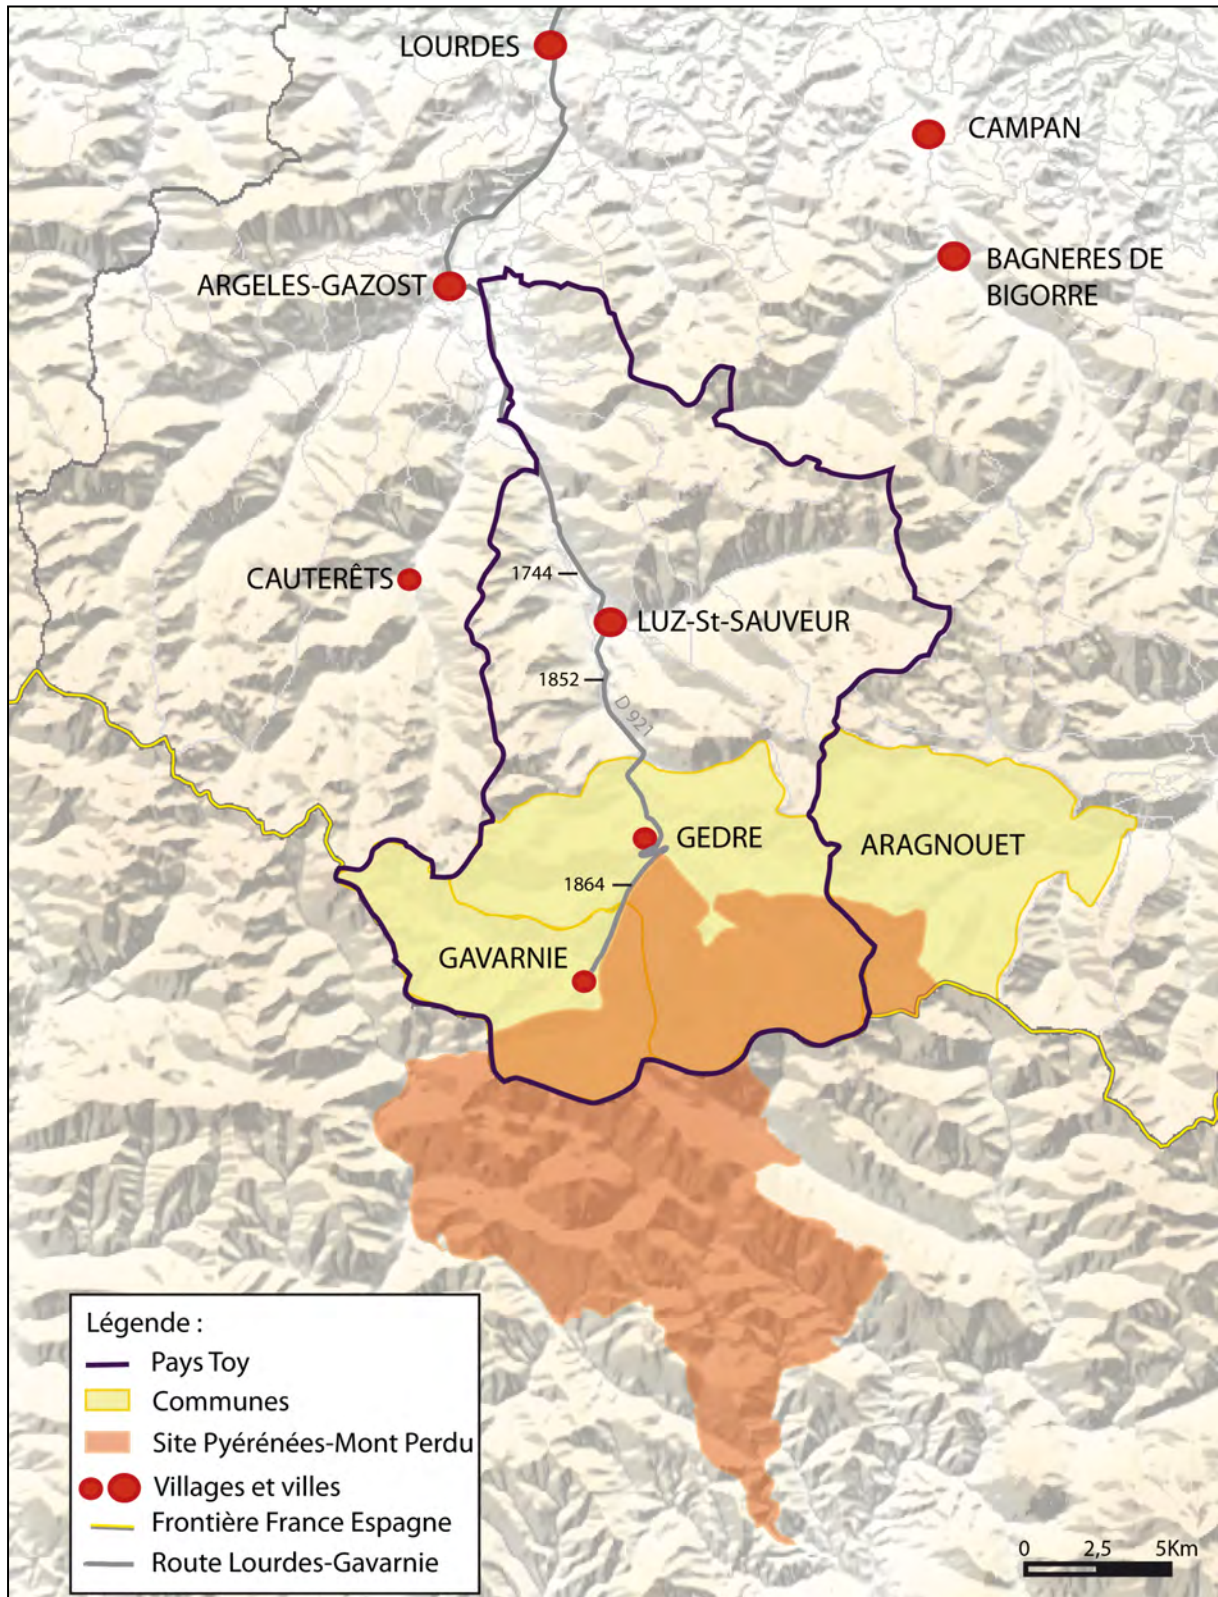 LOURDES
CAMPAN
BAGNERES DE
BIGORRE
ARGELES-GAZOST
CAUTERÊTS
1744
LUZ-St-SAUVEUR
1852
D 921
GEDRE
ARAGNOUET
1864
GAVARNIE
Légende :
Pays Toy
Communes
Site Pyérénées-Mont Perdu
Villages et villes
Frontière France Espagne
Route Lourdes-Gavarnie
0 2,5 5Km